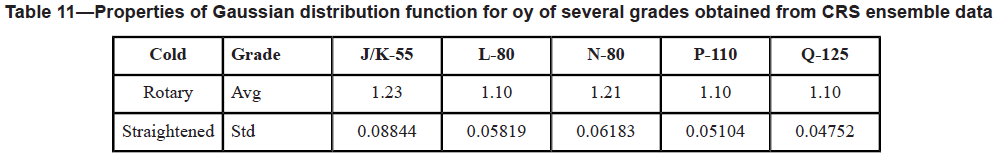 Table 11—Properties of Gaussian distribution function for oy of several grades obtained from CRS ensemble data
Cold Grade J/K-55 L-80 N-80 P-110 Q-125
Rotary Avg 1.23 1.10 1.21 1.10 1.10
Straightened Std 0.08844 0.05819 0.06183 0.05104 0.04752